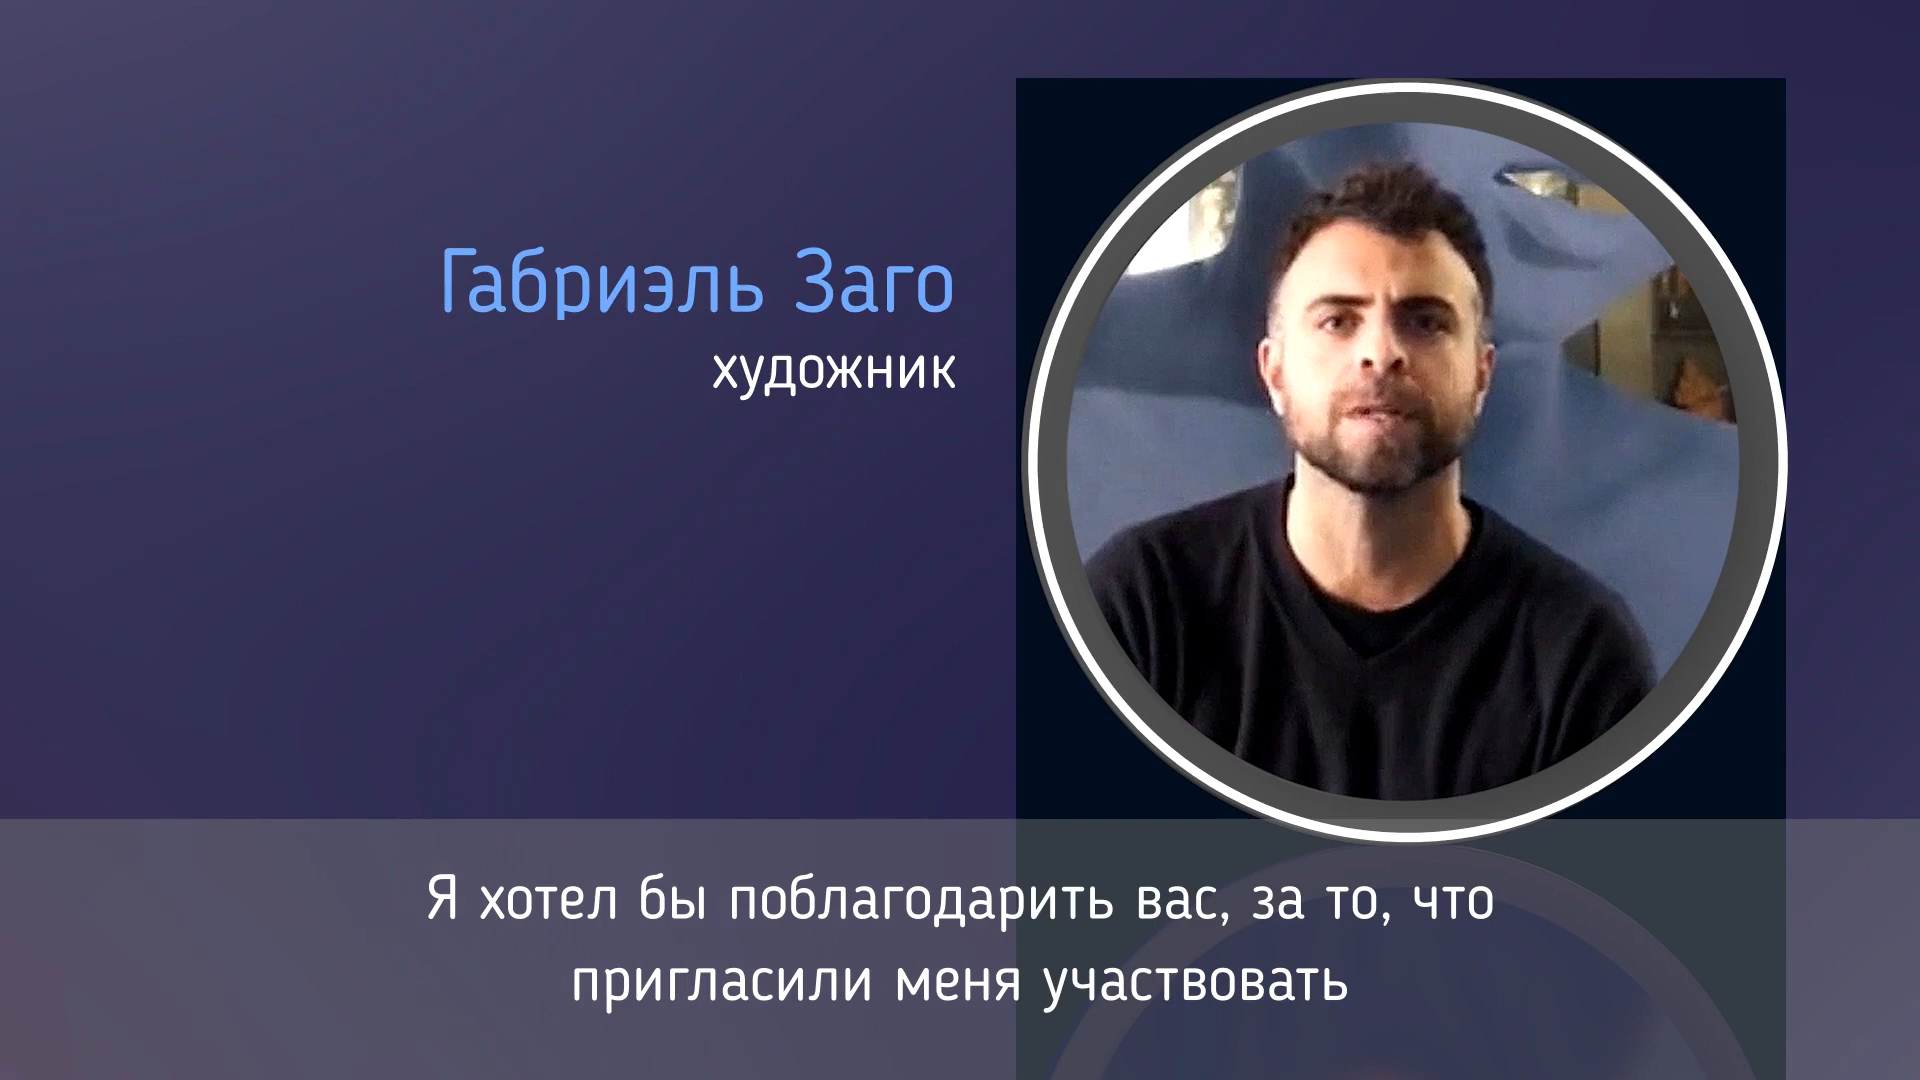 Габриэль Заго
художник
Я хотел бы поблагодарить вас, за то, что
пригласили меня участвовать